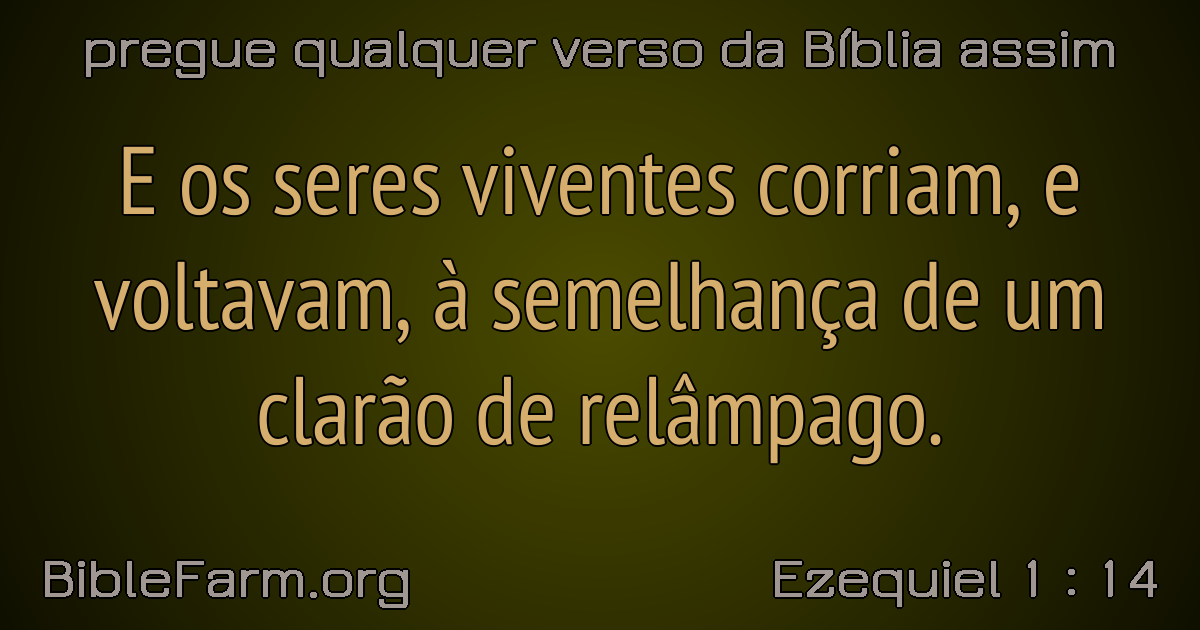 pregue qualquer verso da Bíblia assim
E os seres viventes corriam, e
voltavam, à semelhança de um
clarão de relâmpago.
BibleFarm.org
Ezequiel 1 : 14